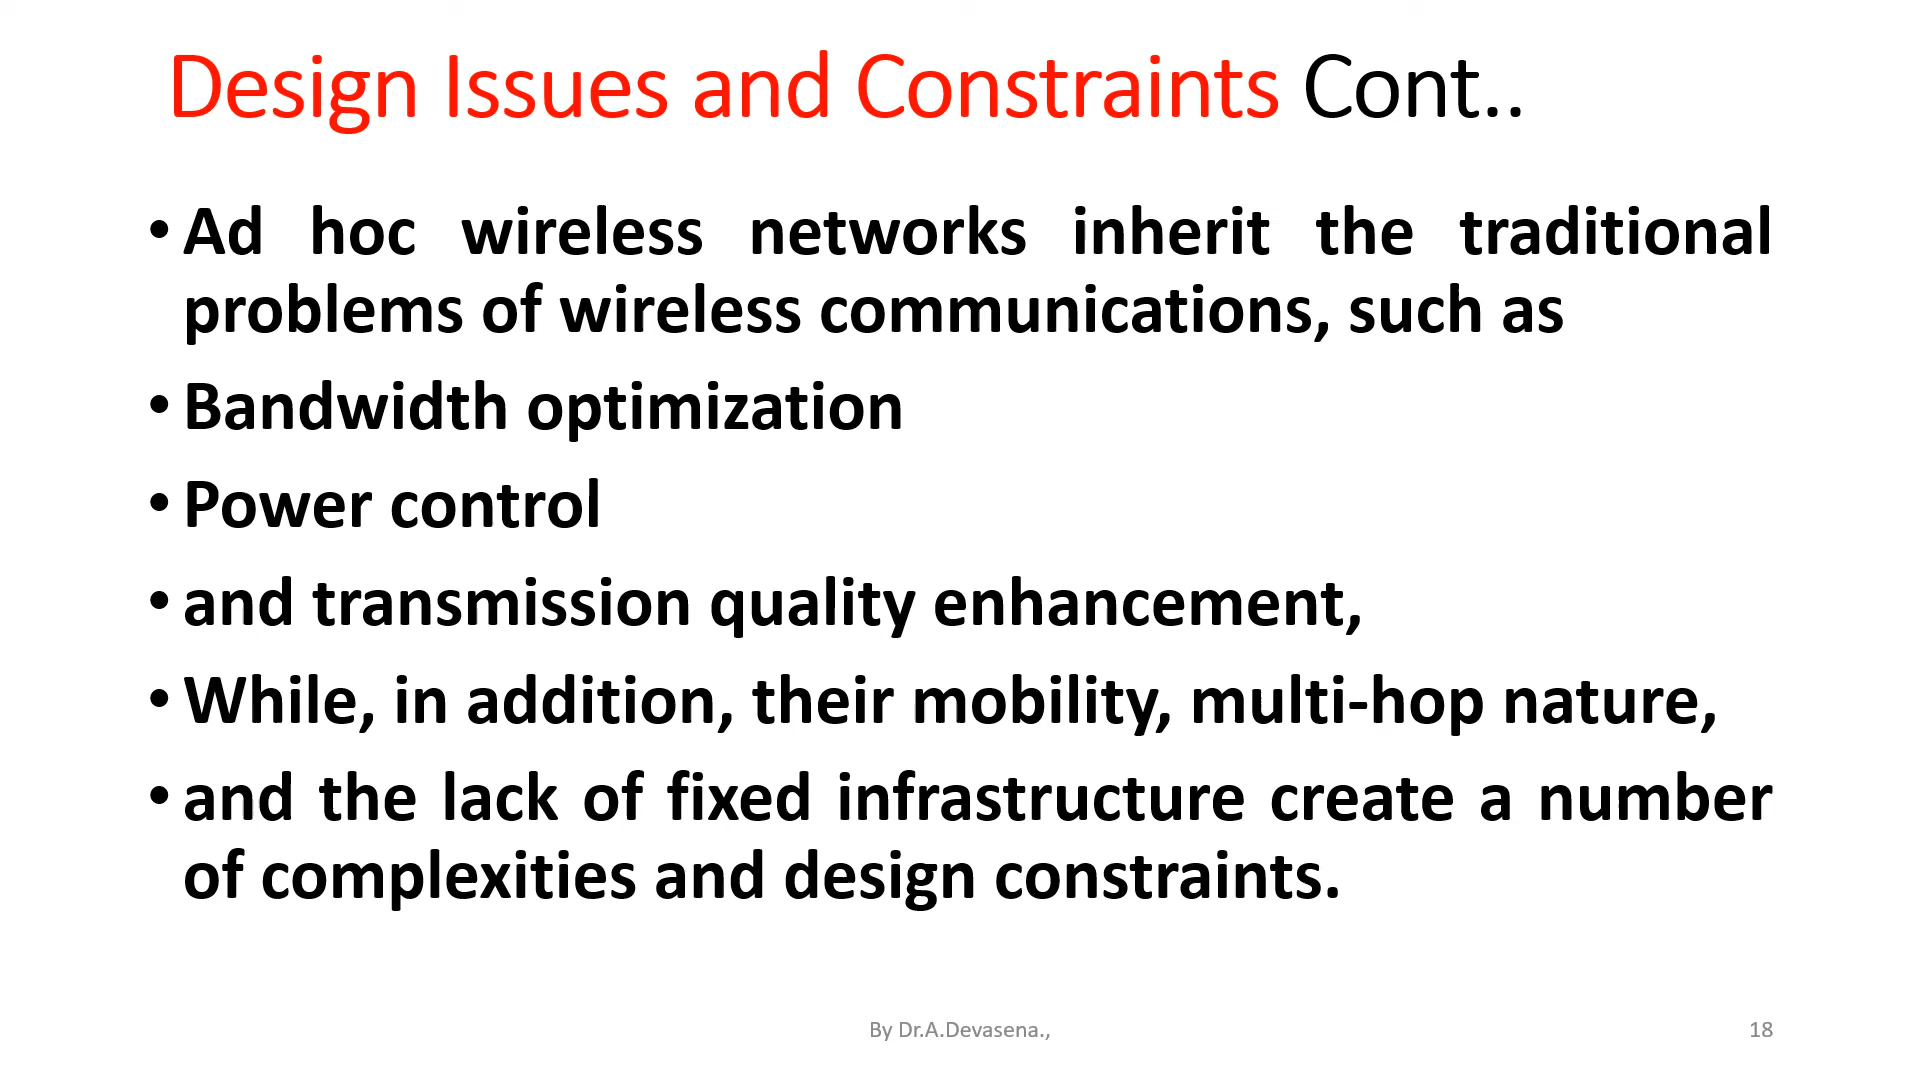 Design Issues and Constraints Cont..
• Ad hoc wireless networks inherit the traditional
problems of wireless communications, such as
• Bandwidth optimization
• Power control
• and transmission quality enhancement,
• While, in addition, their mobility, multi-hop nature,
• and the lack of fixed infrastructure create a number
of complexities and design constraints.
By Dr.A.Devasena.,
18